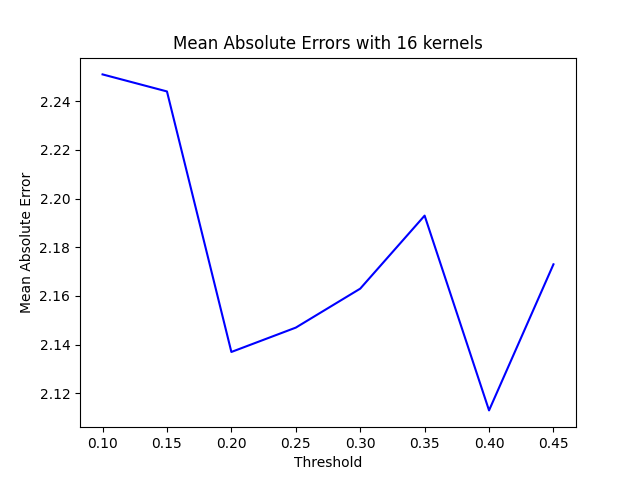 Mean Absolute Errors with 16 kernels
Mean Absolute Error
2.24
2.22
2.20
2.18
2.16
2.14
2.12
0.10 0.15 0.20 0.25 0.30 0.35 0.40 0.45
Threshold